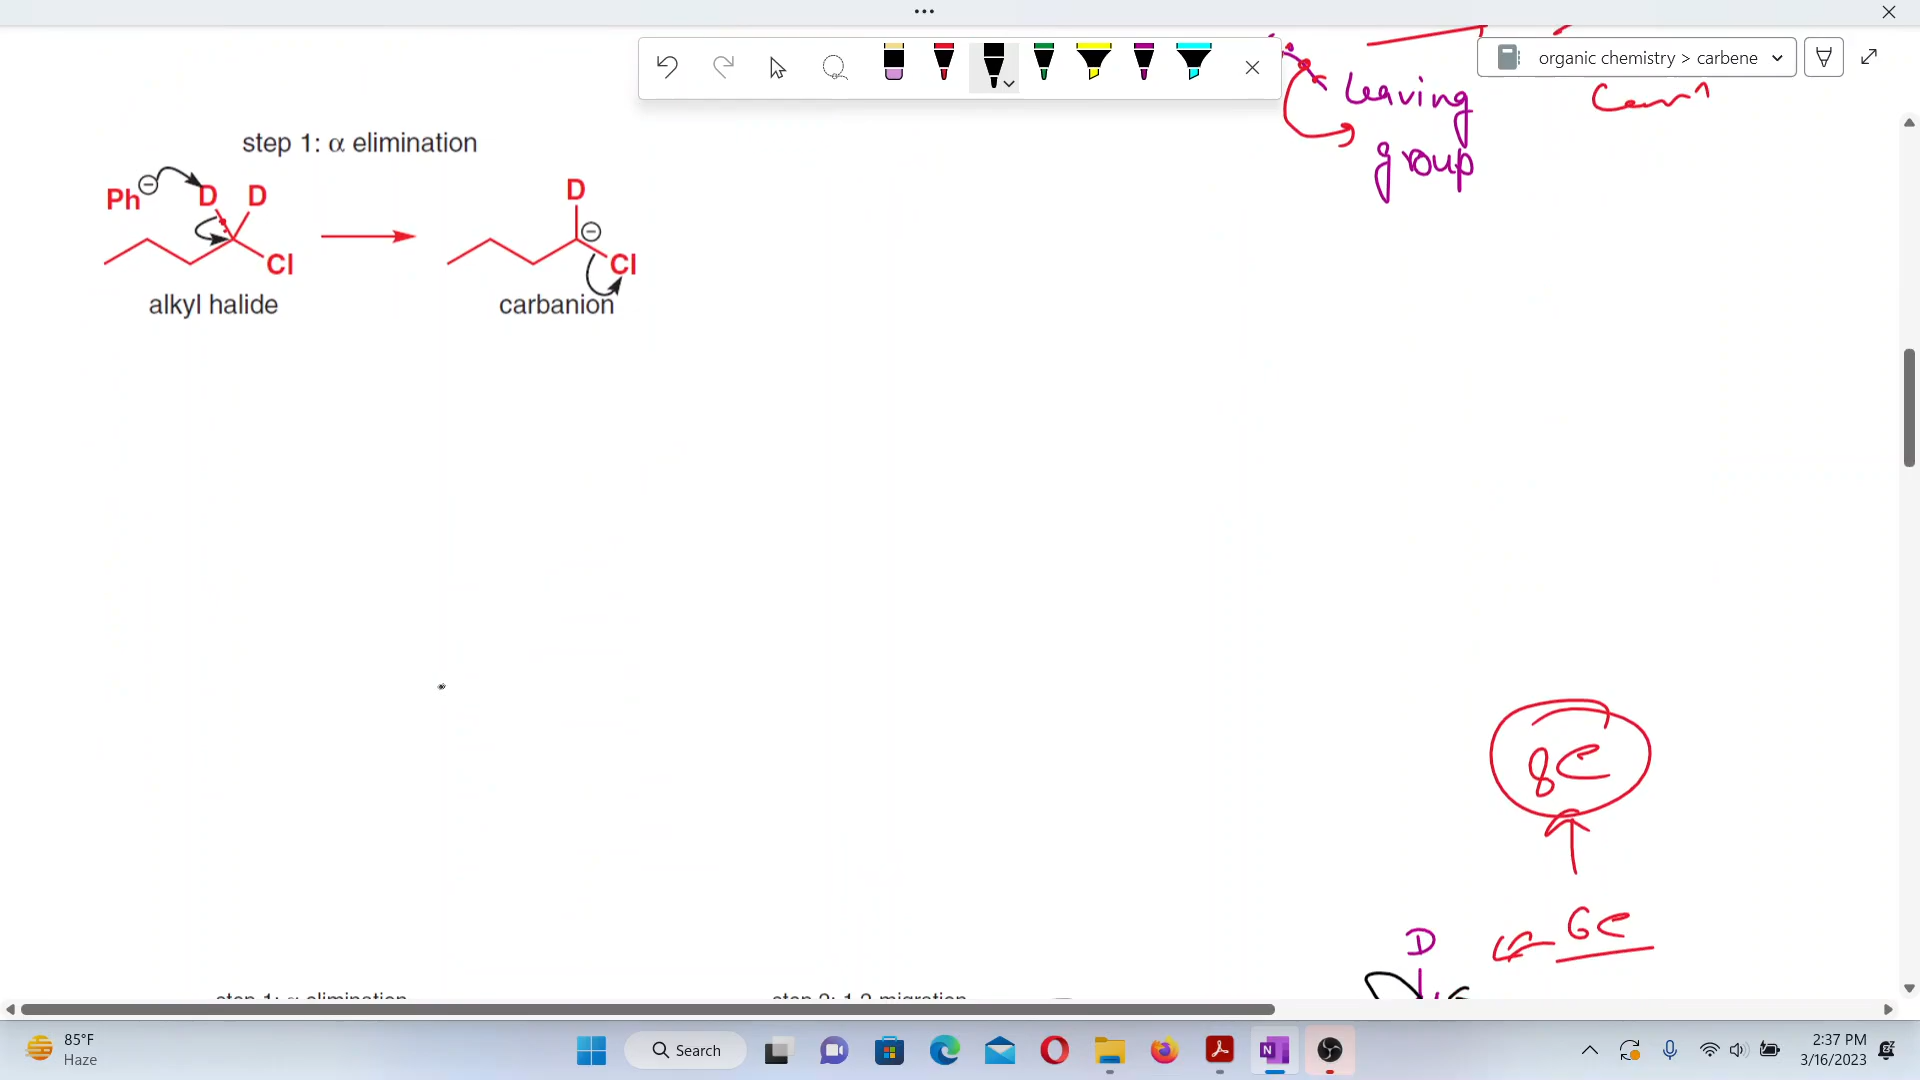 organic chemistry > carbene
leaving
group
step 1: α elimination
Ph ⊖ D D
Cl
alkyl halide
D
⊖
Cl
carbanion
8e
6e
D
85°F
Haze
Search
2:37 PM
3/16/2023